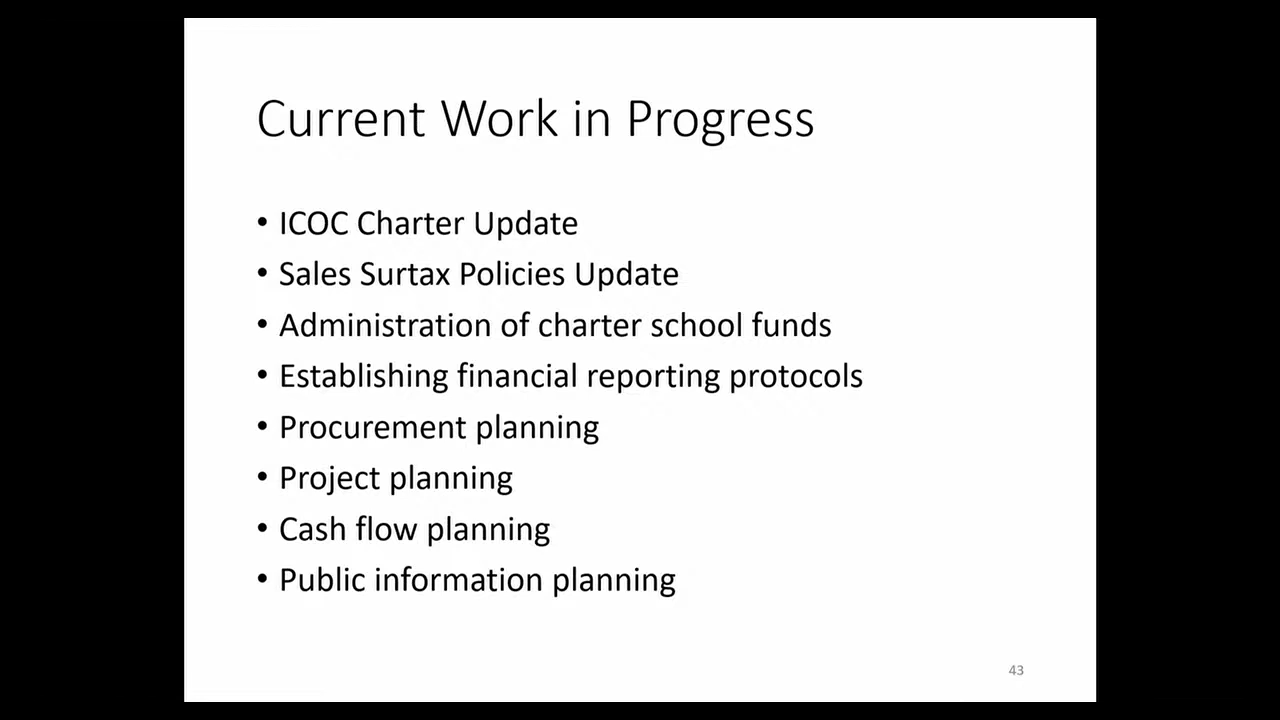 Current Work in Progress
• ICOC Charter Update
• Sales Surtax Policies Update
• Administration of charter school funds
• Establishing financial reporting protocols
• Procurement planning
• Project planning
• Cash flow planning
• Public information planning
43